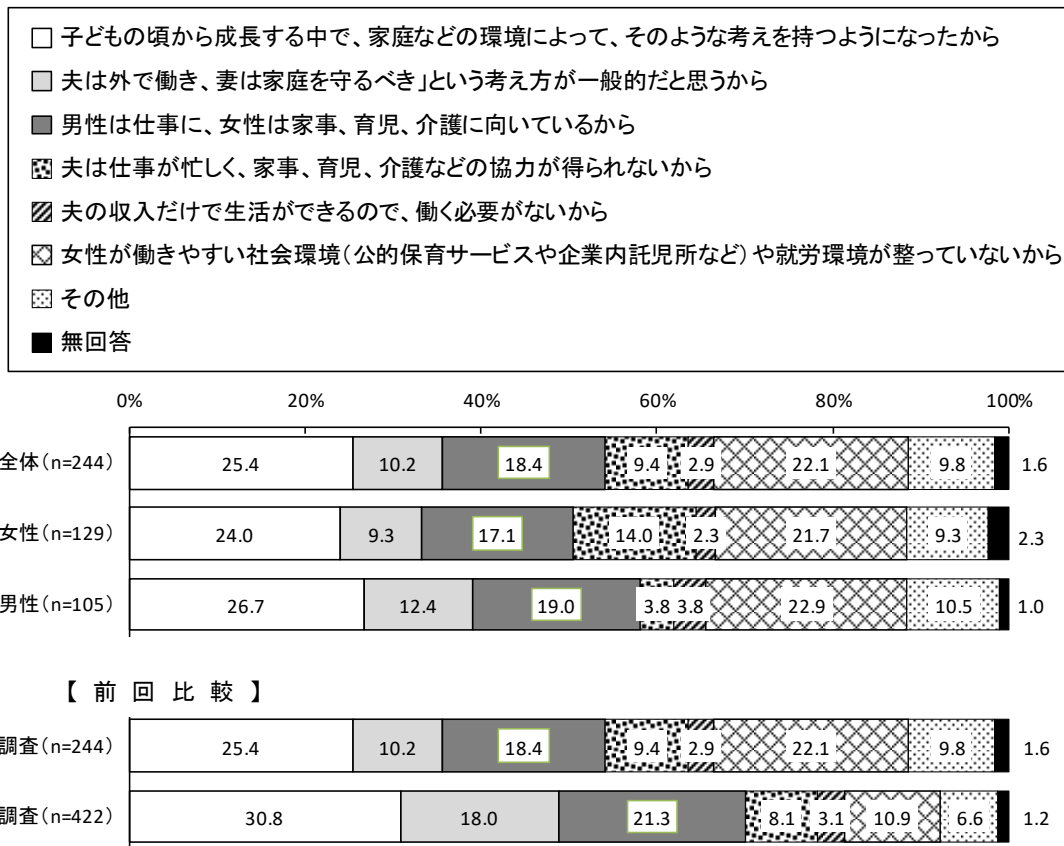 子どもの頃から成長する中で、家庭などの環境によって、そのような考えを持つようになったから
夫は外で働き、妻は家庭を守るべき」という考え方が一般的だと思うから
男性は仕事に、女性は家事、育児、介護に向いているから
夫は仕事が忙しく、家事、育児、介護などの協力が得られないから
夫の収入だけで生活ができるので、働く必要がないから
女性が働きやすい社会環境(公的保育サービスや企業内託児所など)や就労環境が整っていないから
その他
無回答
0% 20% 40% 60% 80% 100%
全体(n=244) 25.4 10.2 18.4 9.4 2.9 22.1 9.8 1.6
女性(n=129) 24.0 9.3 17.1 14.0 2.3 21.7 9.3 2.3
男性(n=105) 26.7 12.4 19.0 3.8 3.8 22.9 10.5 1.0
【 前 回 比 較 】
調査(n=244) 25.4 10.2 18.4 9.4 2.9 22.1 9.8 1.6
調査(n=422) 30.8 18.0 21.3 8.1 3.1 10.9 6.6 1.2